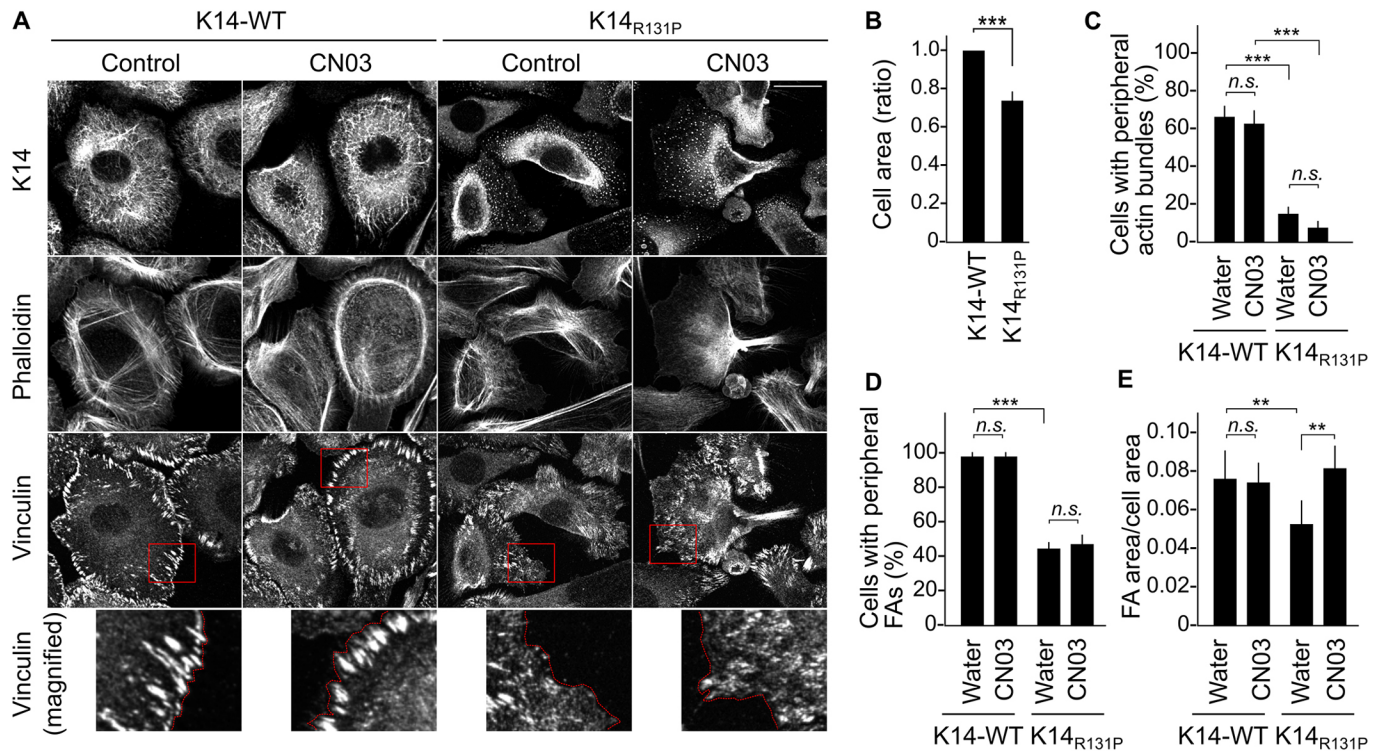 A
K14-WT
K14R131P
Control
CN03
Control
CN03
K14
Phalloidin
Vinculin
Vinculin
(magnified)
B
***
1.0
0.8
0.6
0.4
0.2
0
Cell area (ratio)
K14-WT
K14R131P
C
***
***
n.s.
n.s.
100
80
60
40
20
0
Cells with peripheral
actin bundles (%)
Water
CN03
Water
CN03
K14-WT
K14R131P
D
***
n.s.
n.s.
100
80
60
40
20
0
Cells with peripheral
FAs (%)
Water
CN03
Water
CN03
K14-WT
K14R131P
E
**
n.s.
**
0.10
0.08
0.06
0.04
0.02
0
FA area/cell area
Water
CN03
Water
CN03
K14-WT
K14R131P